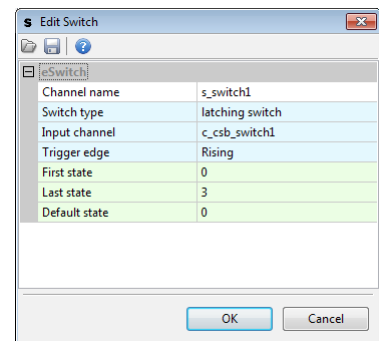 s Edit Switch
eSwitch
Channel name s_switch1
Switch type latching switch
Input channel c_csb_switch1
Trigger edge Rising
First state 0
Last state 3
Default state 0
OK Cancel